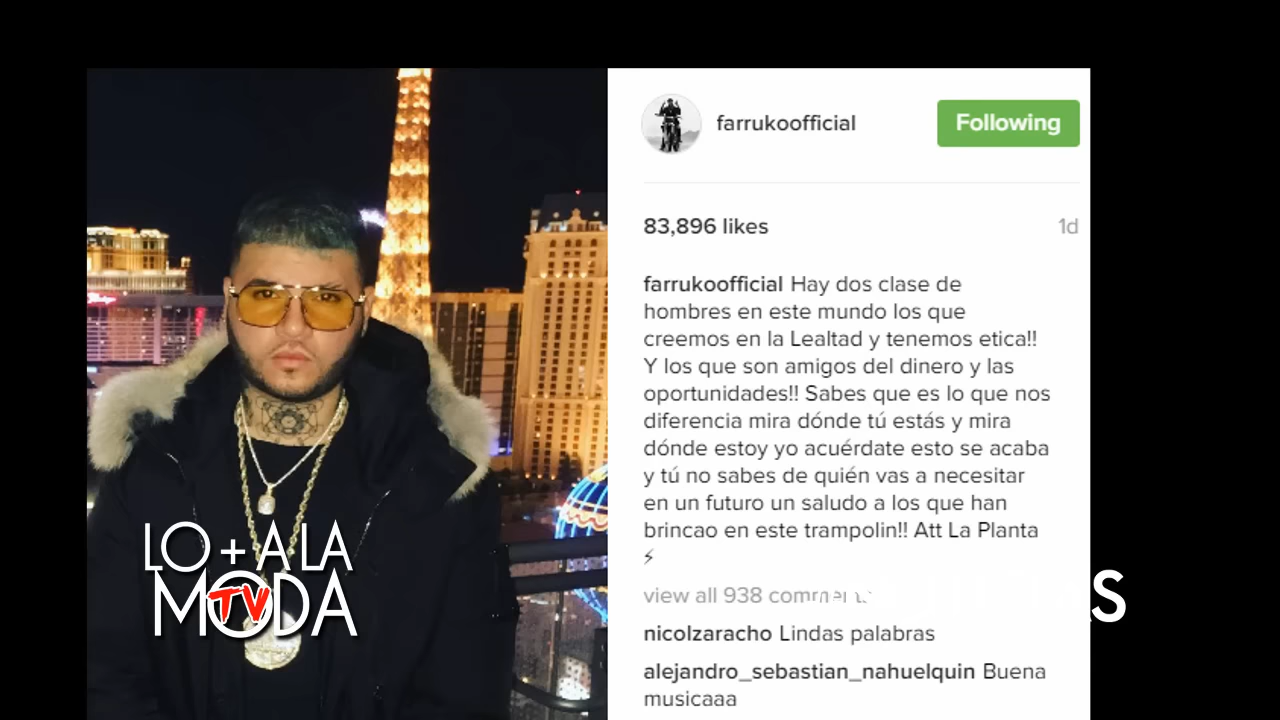 farrukoofficial
Following
83,896 likes
1d
farrukoofficial Hay dos clase de
hombres en este mundo los que
creemos en la Lealtad y tenemos etica!!
Y los que son amigos del dinero y las
oportunidades!! Sabes que es lo que nos
diferencia mira dónde tú estás y mira
dónde estoy yo acuérdate esto se acaba
y tú no sabes de quién vas a necesitar
en un futuro un saludo a los que han
brincao en este trampolin!! Att La Planta
⚡
view all 938 comments
nicolzaracho Lindas palabras
alejandro_sebastian_nahuelquin Buena
musicaaa
LO + A LA
MODA
TV